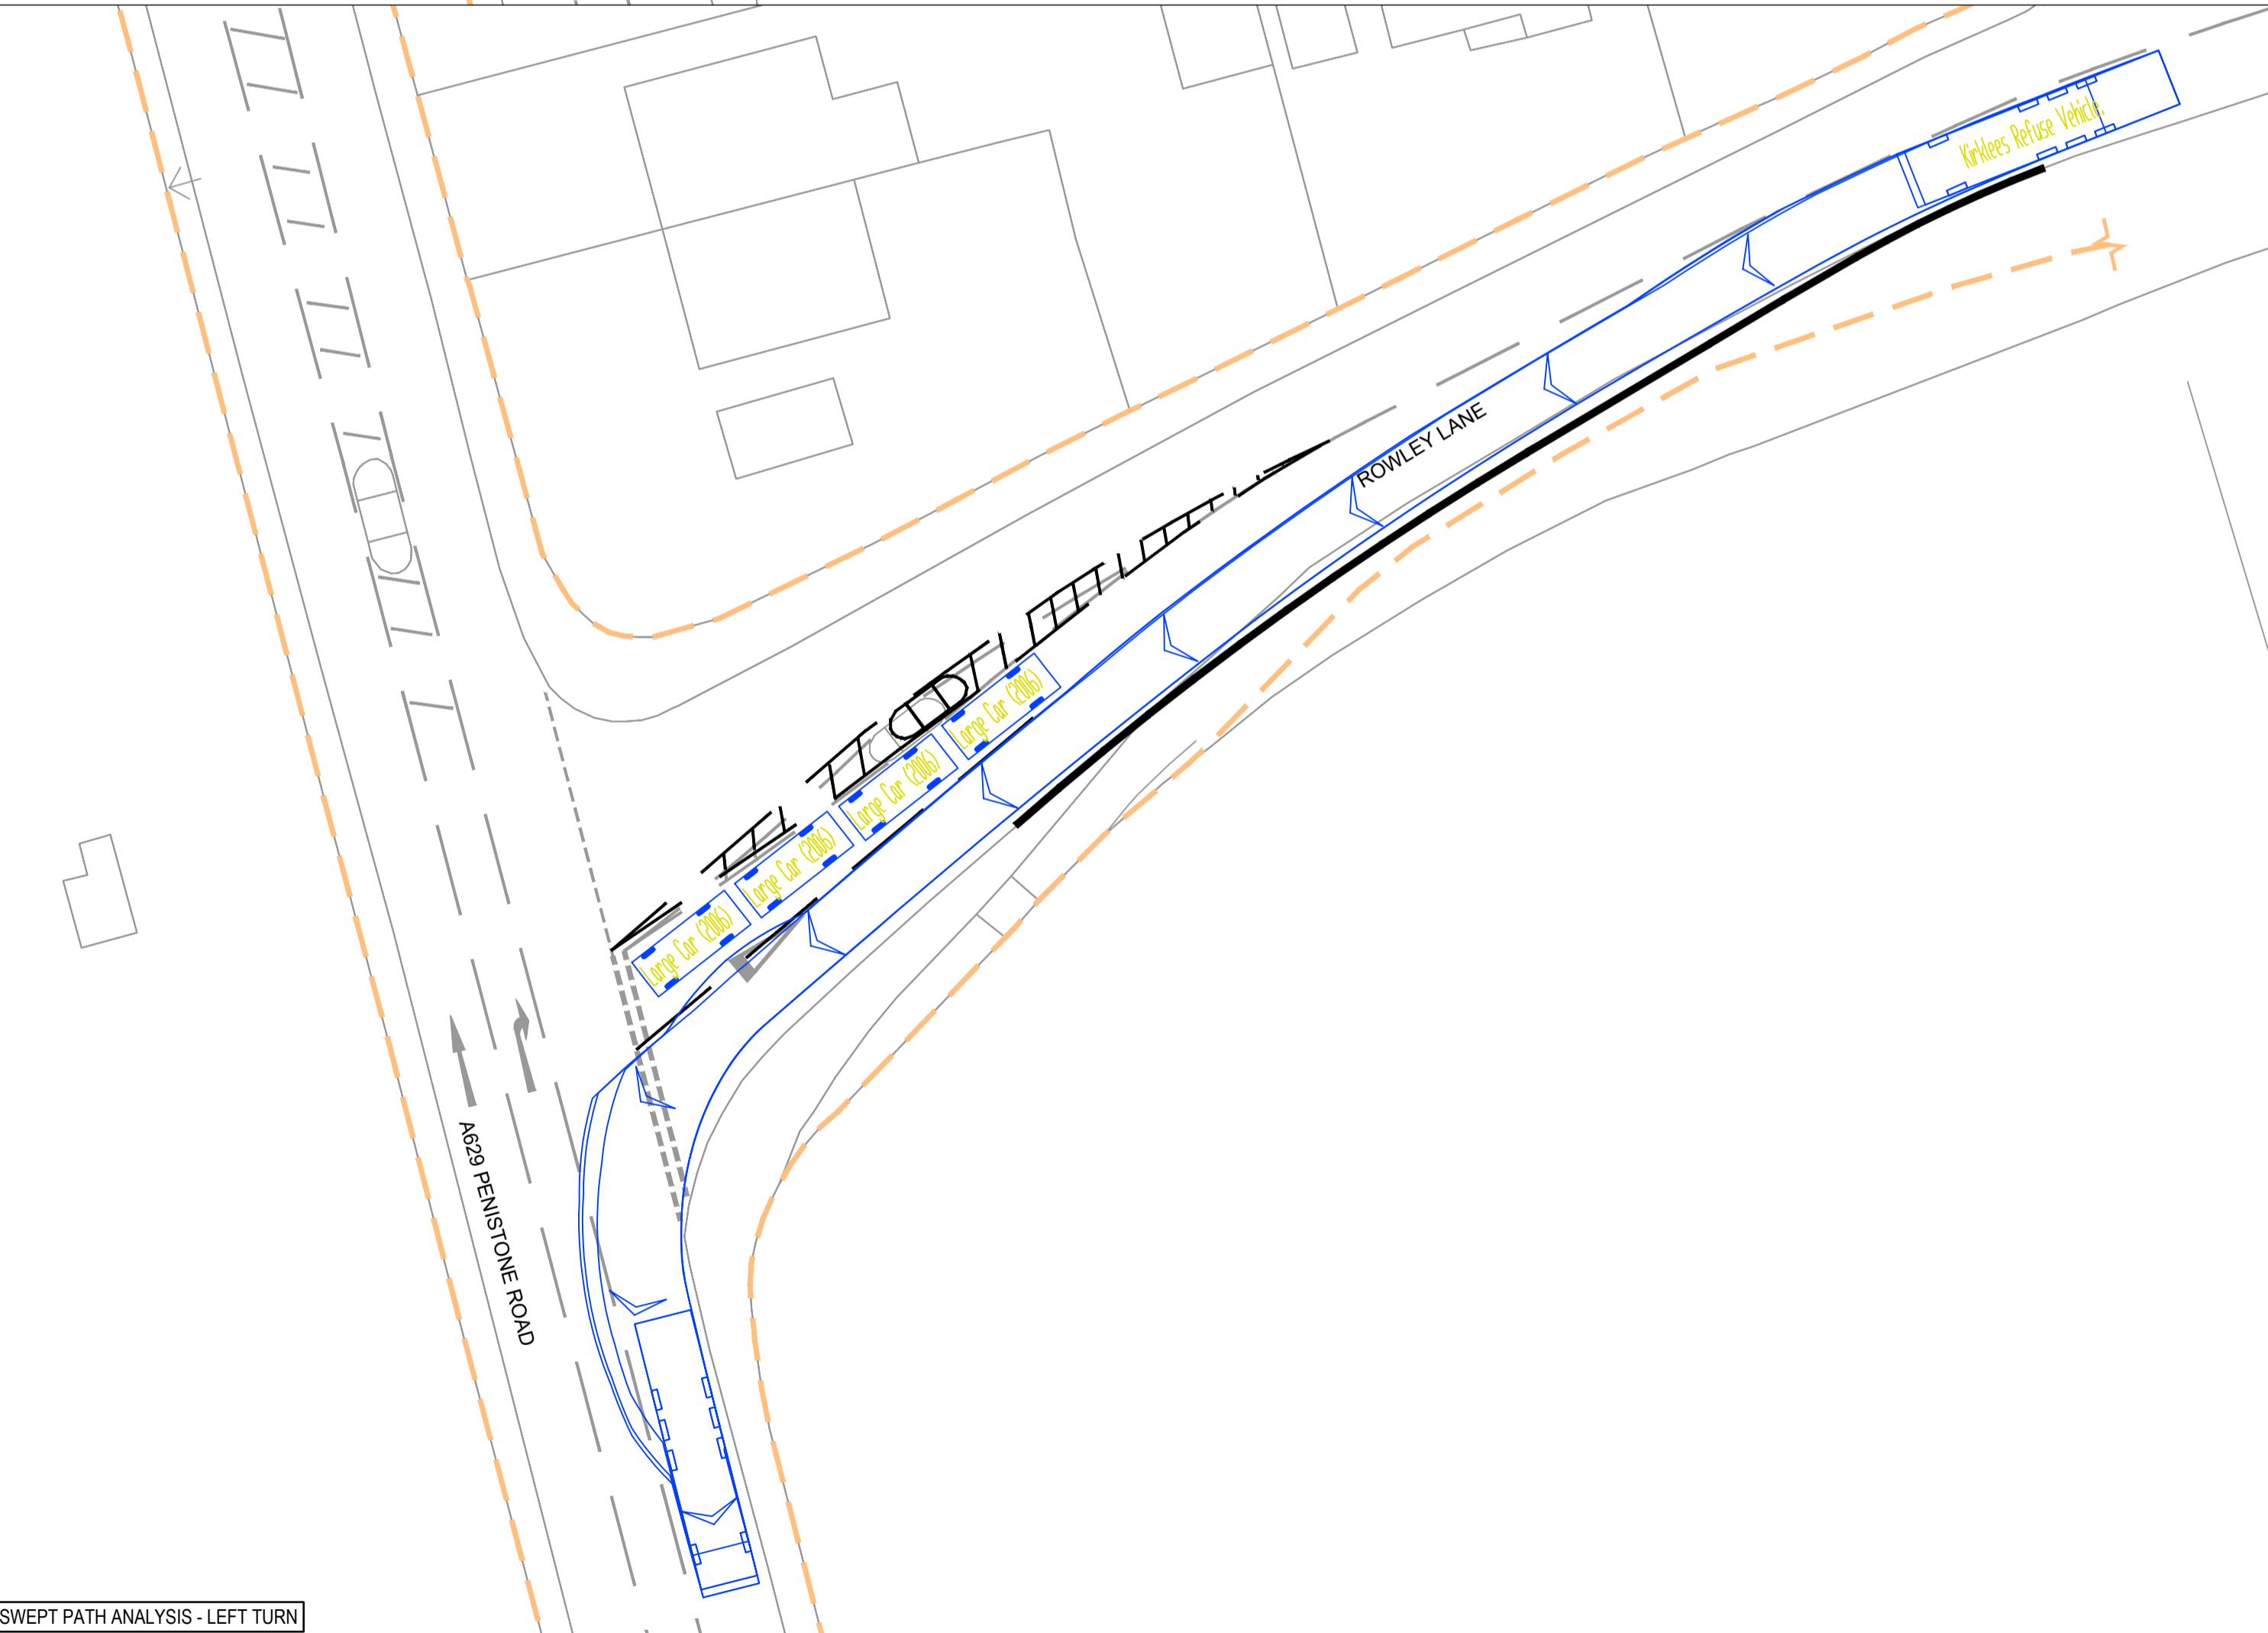 Kirklees Refuse Vehicle.
ROWLEY LANE
Large Car (2006)
Large Car (2006)
Large Car (2006)
Large Car (2006)
A629 PENISTONE ROAD
SWEPT PATH ANALYSIS - LEFT TURN